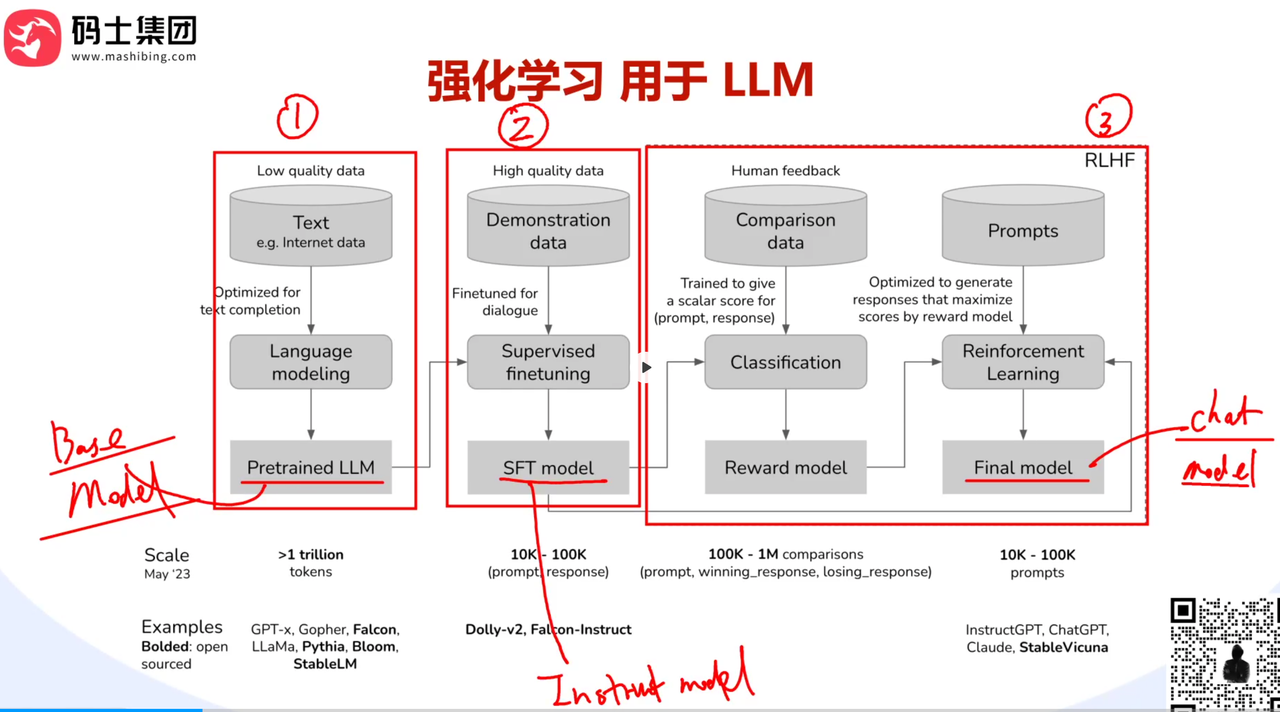 码士集团
www.mashibing.com
强化学习 用于 LLM
①
②
③
RLHF
Low quality data
Text
e.g. Internet data
Optimized for
text completion
Language
modeling
Pretrained LLM
Base
Model
High quality data
Demonstration
data
Finetuned for
dialogue
Supervised
finetuning
SFT model
Human feedback
Comparison
data
Trained to give
a scalar score for
(prompt, response)
Classification
Reward model
Prompts
Optimized to generate
responses that maximize
scores by reward model
Reinforcement
Learning
Final model
chat
model
Scale
May ‘23
>1 trillion
tokens
10K - 100K
(prompt, response)
100K - 1M comparisons
(prompt, winning_response, losing_response)
10K - 100K
prompts
Examples
Bolded: open
sourced
GPT-x, Gopher, Falcon,
LLaMa, Pythia, Bloom,
StableLM
Dolly-v2, Falcon-Instruct
InstructGPT, ChatGPT,
Claude, StableVicuna
Instruct model